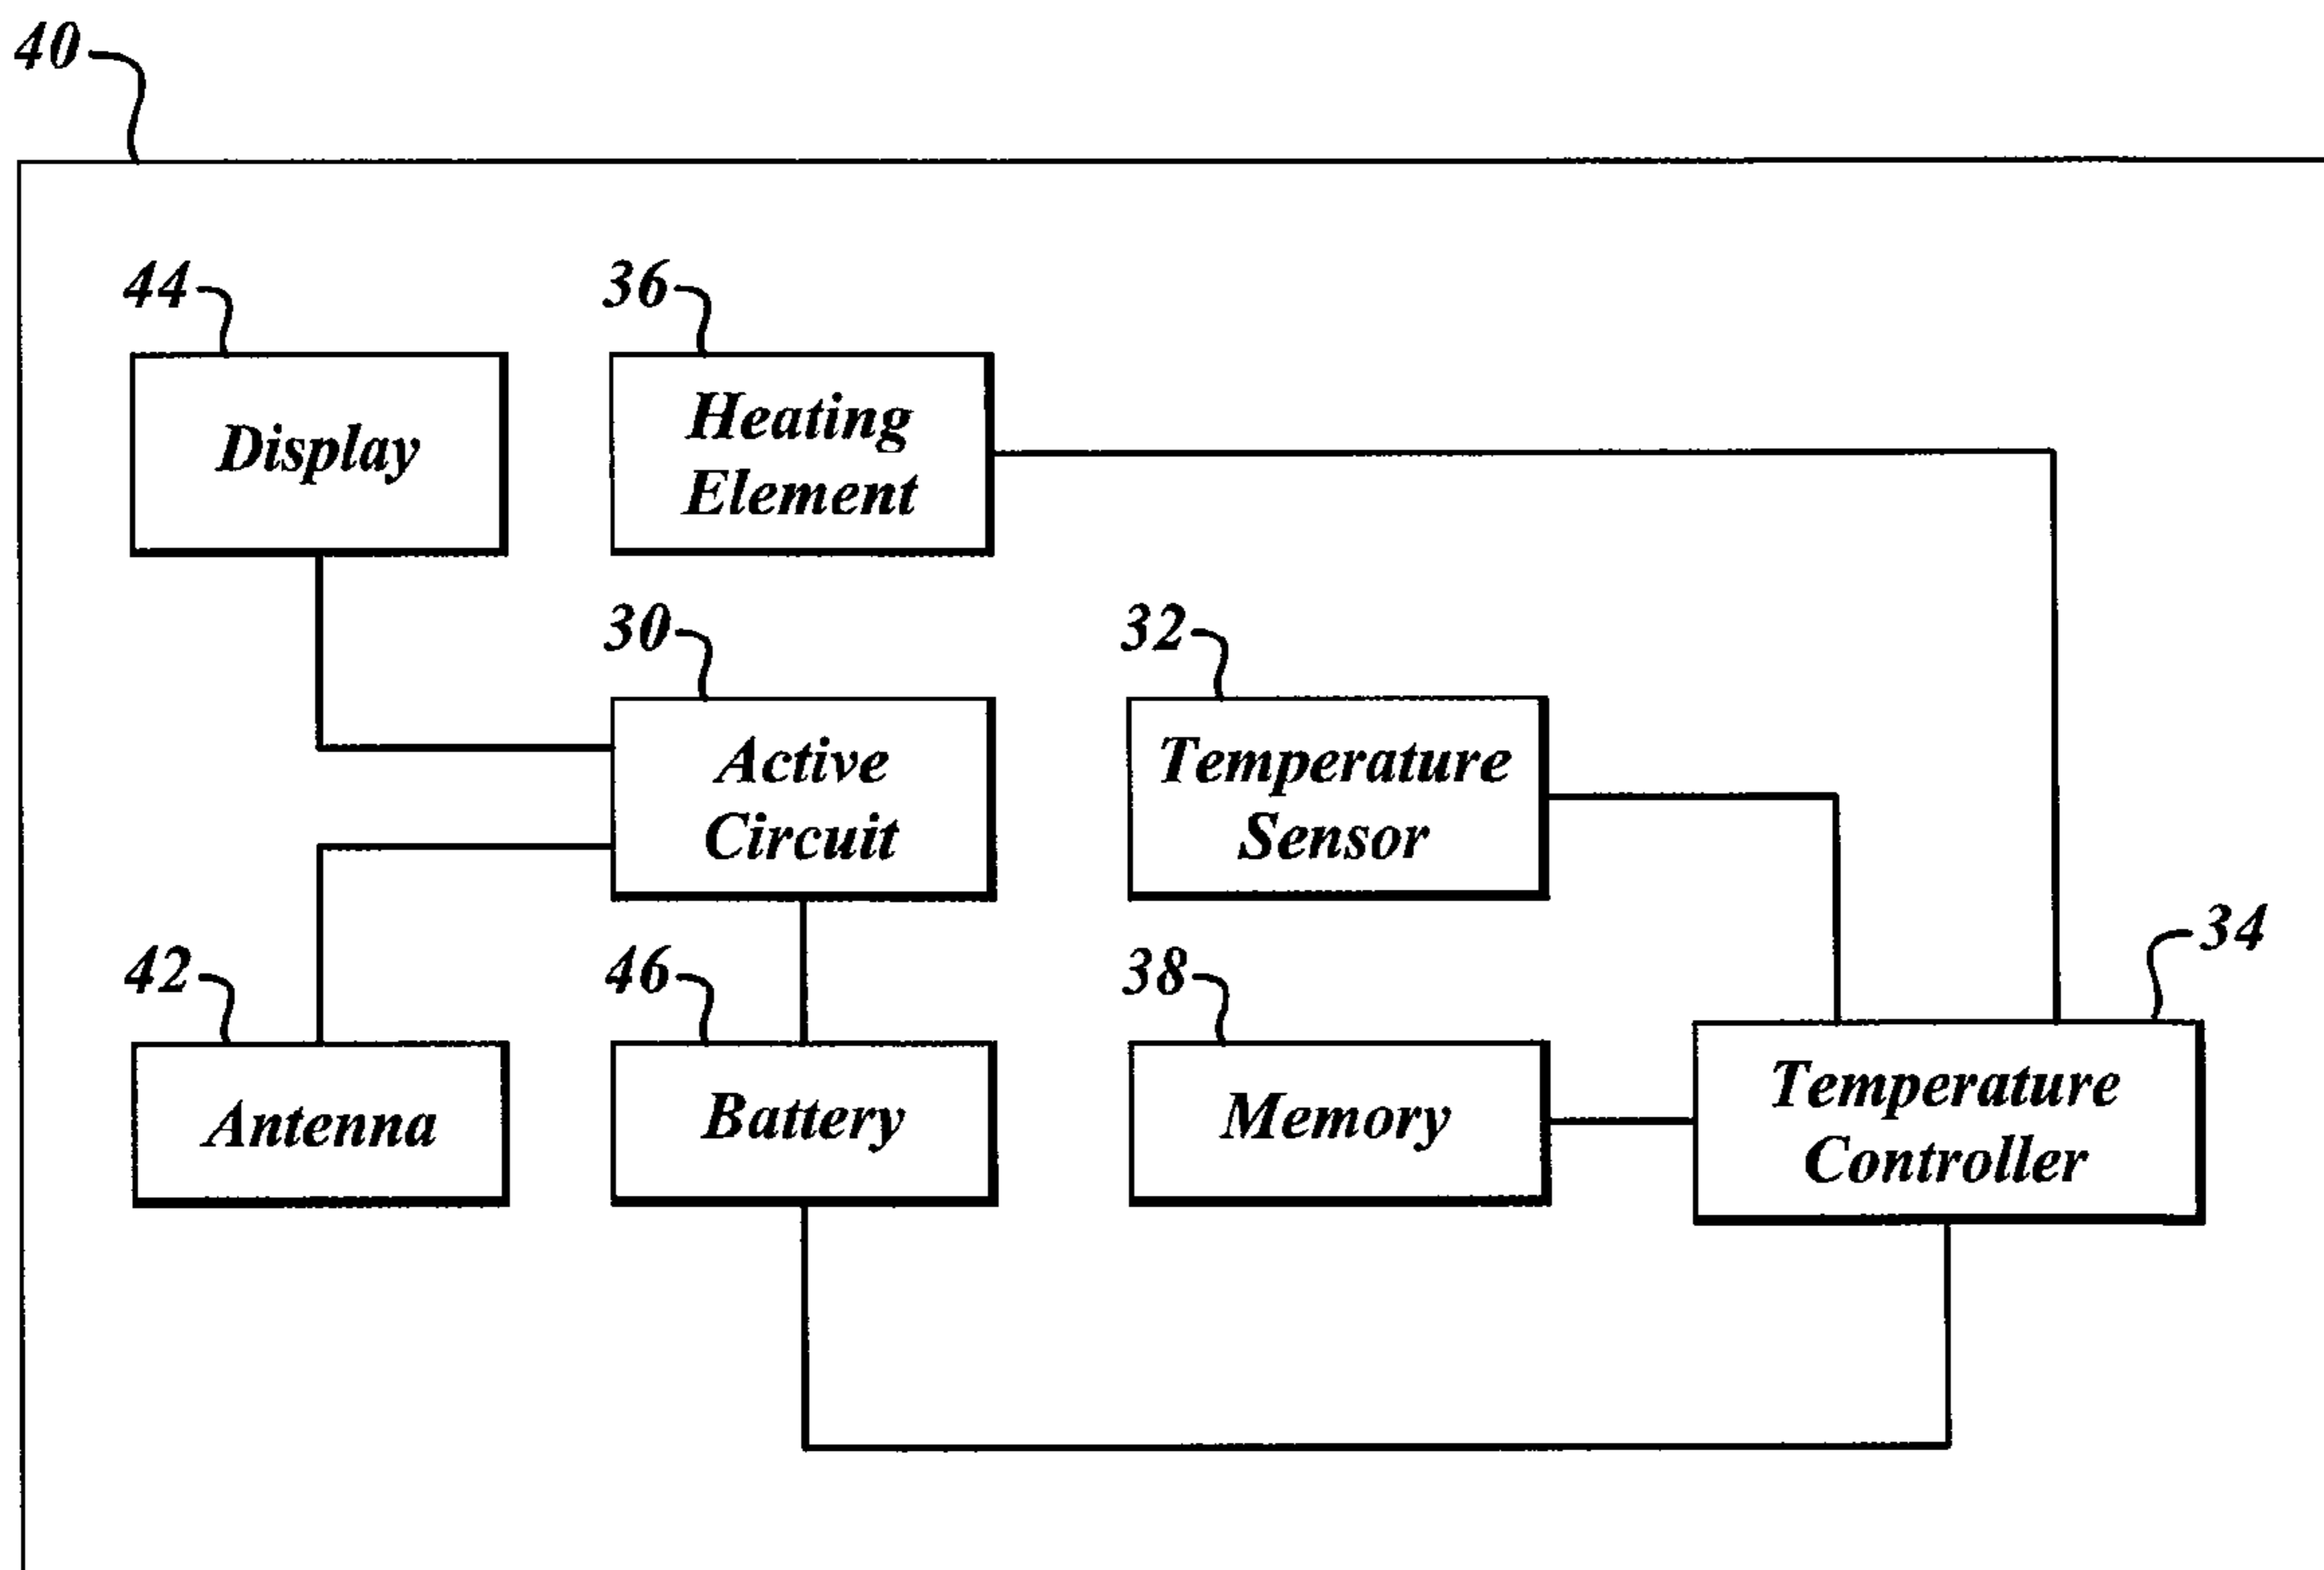 40
44
Display
36
Heating
Element
30
Active
Circuit
32
Temperature
Sensor
42
Antenna
46
Battery
38
Memory
34
Temperature
Controller